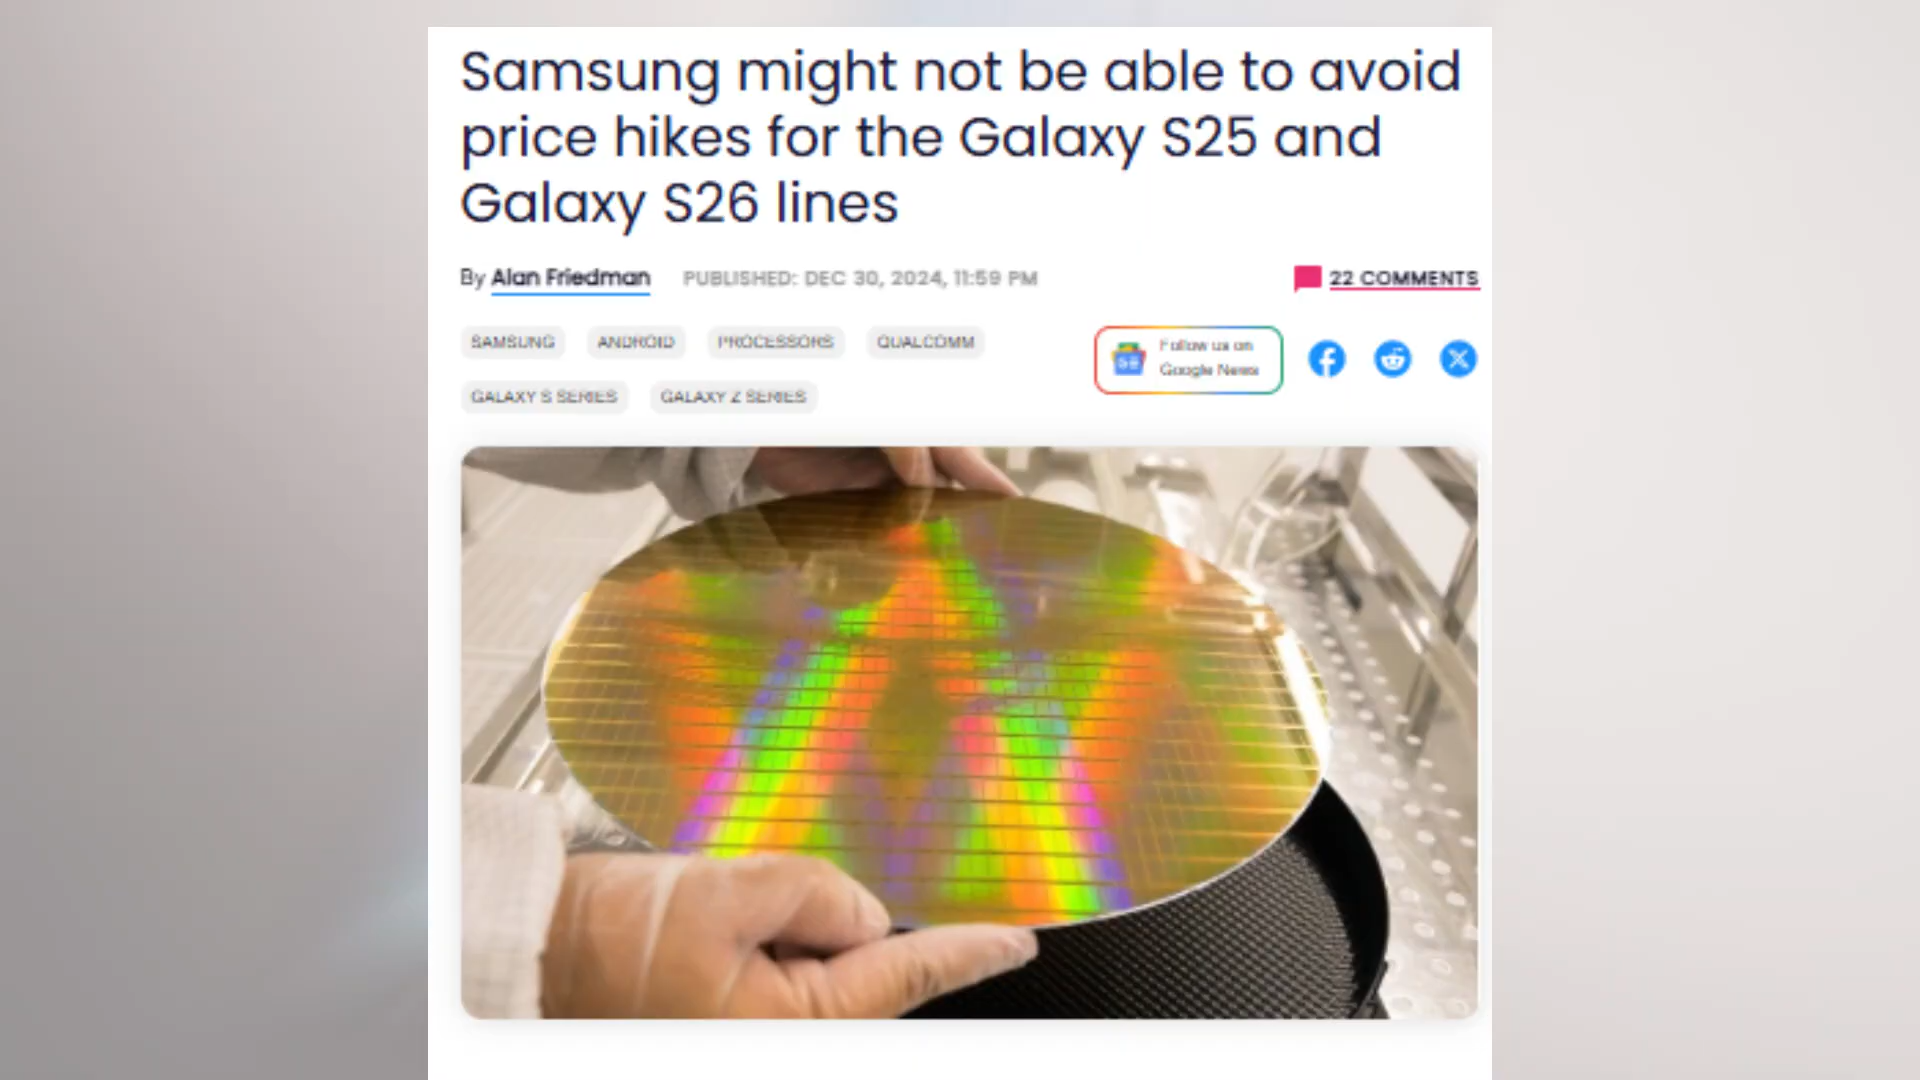 Samsung might not be able to avoid
price hikes for the Galaxy S25 and
Galaxy S26 lines
By Alan Friedman PUBLISHED: DEC 30, 2024, 11:59 PM 22 COMMENTS
SAMSUNG ANDROID PROCESSORS QUALCOMM
Follow us on
Google News
GALAXY S SERIES GALAXY Z SERIES